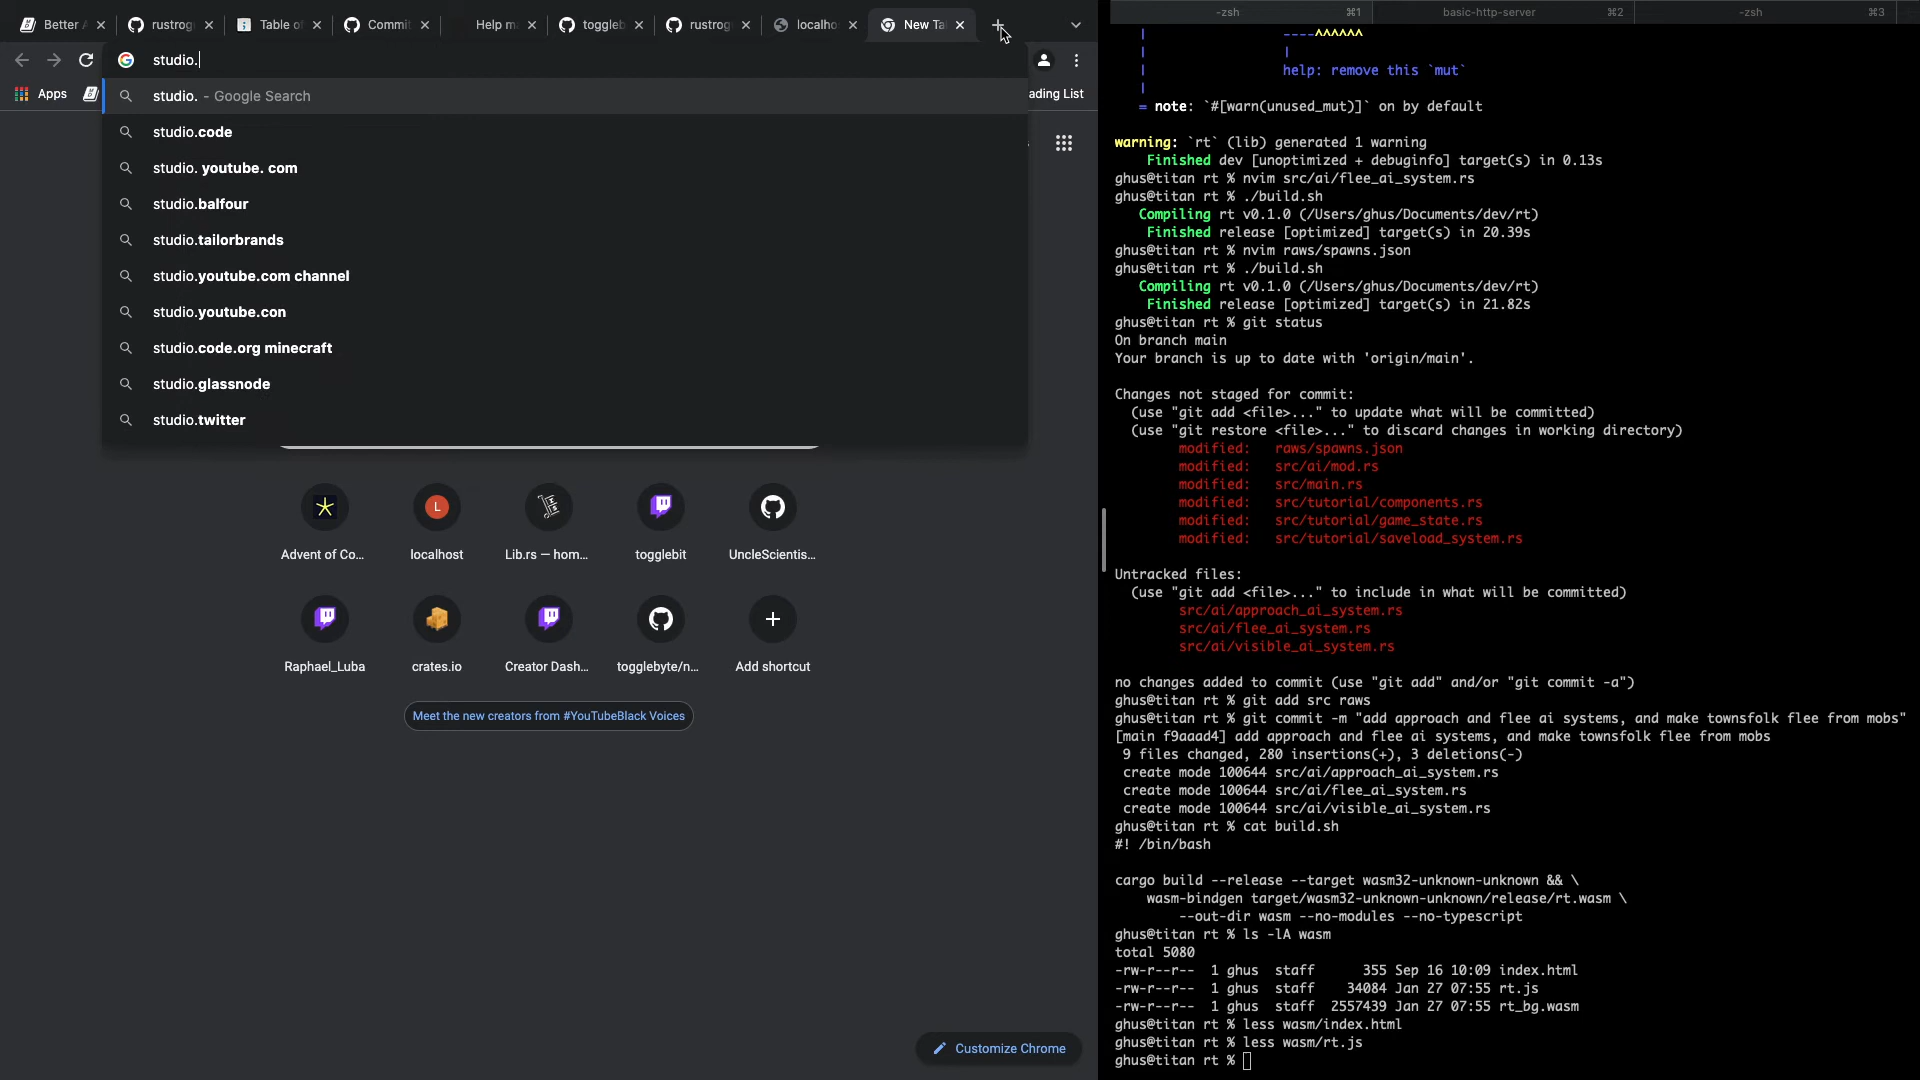 Better
rustrog
Table o
Commit
Help m
toggleb
rustrog
localho
New Ta
studio.
Apps
ading List
studio. - Google Search
studio.code
studio. youtube. com
studio.balfour
studio.tailorbrands
studio.youtube.com channel
studio.youtube.con
studio.code.org minecraft
studio.glassnode
studio.twitter
Advent of Co...
L
localhost
Lib.rs — hom...
togglebit
UncleScientis...
Raphael_Luba
crates.io
Creator Dash...
togglebyte/n...
Add shortcut
Meet the new creators from #YouTubeBlack Voices
Customize Chrome
-zsh ⌘1 basic-http-server ⌘2 -zsh ⌘3
| ----^^^^^^
| |
| help: remove this `mut`
|
= note: `#[warn(unused_mut)]` on by default
warning: `rt` (lib) generated 1 warning
Finished dev [unoptimized + debuginfo] target(s) in 0.13s
ghus@titan rt % nvim src/ai/flee_ai_system.rs
ghus@titan rt % ./build.sh
Compiling rt v0.1.0 (/Users/ghus/Documents/dev/rt)
Finished release [optimized] target(s) in 20.39s
ghus@titan rt % nvim raws/spawns.json
ghus@titan rt % ./build.sh
Compiling rt v0.1.0 (/Users/ghus/Documents/dev/rt)
Finished release [optimized] target(s) in 21.82s
ghus@titan rt % git status
On branch main
Your branch is up to date with 'origin/main'.
Changes not staged for commit:
(use "git add <file>..." to update what will be committed)
(use "git restore <file>..." to discard changes in working directory)
modified: raws/spawns.json
modified: src/ai/mod.rs
modified: src/main.rs
modified: src/tutorial/components.rs
modified: src/tutorial/game_state.rs
modified: src/tutorial/saveload_system.rs
Untracked files:
(use "git add <file>..." to include in what will be committed)
src/ai/approach_ai_system.rs
src/ai/flee_ai_system.rs
src/ai/visible_ai_system.rs
no changes added to commit (use "git add" and/or "git commit -a")
ghus@titan rt % git add src raws
ghus@titan rt % git commit -m "add approach and flee ai systems, and make townsfolk flee from mobs"
[main f9aaad4] add approach and flee ai systems, and make townsfolk flee from mobs
9 files changed, 280 insertions(+), 3 deletions(-)
create mode 100644 src/ai/approach_ai_system.rs
create mode 100644 src/ai/flee_ai_system.rs
create mode 100644 src/ai/visible_ai_system.rs
ghus@titan rt % cat build.sh
#! /bin/bash
cargo build --release --target wasm32-unknown-unknown && \
wasm-bindgen target/wasm32-unknown-unknown/release/rt.wasm \
--out-dir wasm --no-modules --no-typescript
ghus@titan rt % ls -lA wasm
total 5080
-rw-r--r-- 1 ghus staff 355 Sep 16 10:09 index.html
-rw-r--r-- 1 ghus staff 34084 Jan 27 07:55 rt.js
-rw-r--r-- 1 ghus staff 2557439 Jan 27 07:55 rt_bg.wasm
ghus@titan rt % less wasm/index.html
ghus@titan rt % less wasm/rt.js
ghus@titan rt %